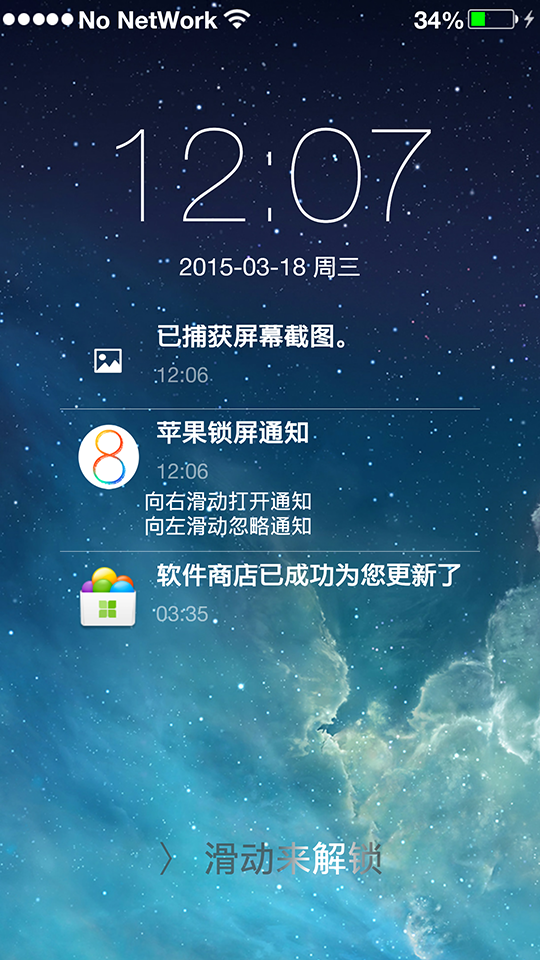 No NetWork
34%
12:07
2015-03-18 周三
已捕获屏幕截图。
12:06
苹果锁屏通知
12:06
向右滑动打开通知
向左滑动忽略通知
软件商店已成功为您更新了
03:35
〉 滑动来解锁